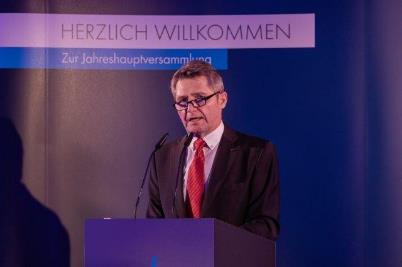 HERZLICH WILLKOMMEN
Zur Jahreshauptversammlung